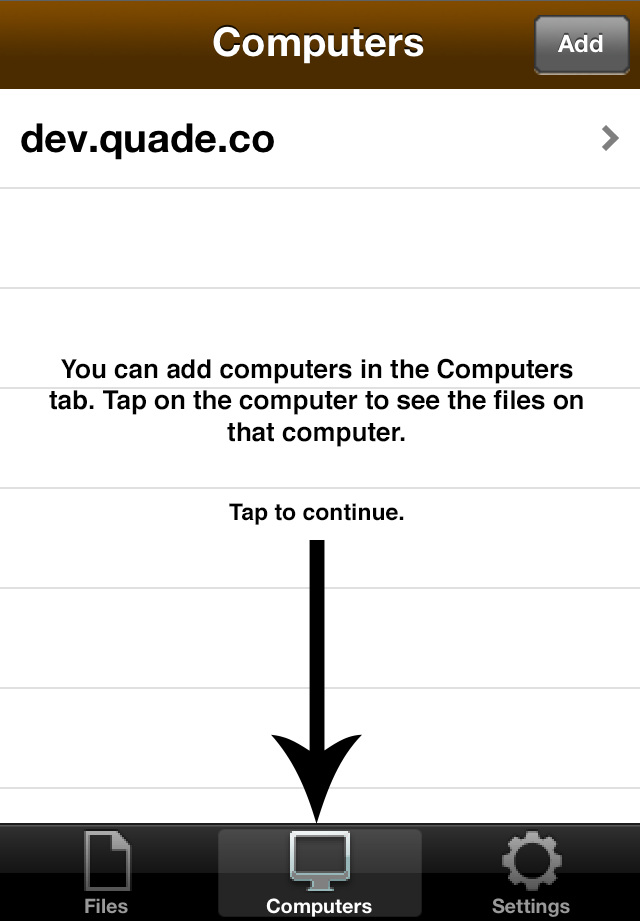 Computers
Add
dev.quade.co
You can add computers in the Computers
tab. Tap on the computer to see the files on
that computer.
Tap to continue.
Files
Computers
Settings